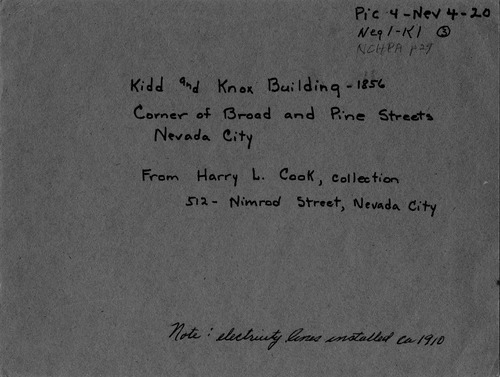 Pic 4-Nev 4-20
Neg 1-K1 ③
NCHPA p29
Kidd and Knox Building - 1856
Corner of Broad and Pine Streets
Nevada City
From Harry L. Cook, collection
512 - Nimrod Street, Nevada City
Note: electricity lines installed ca 1910